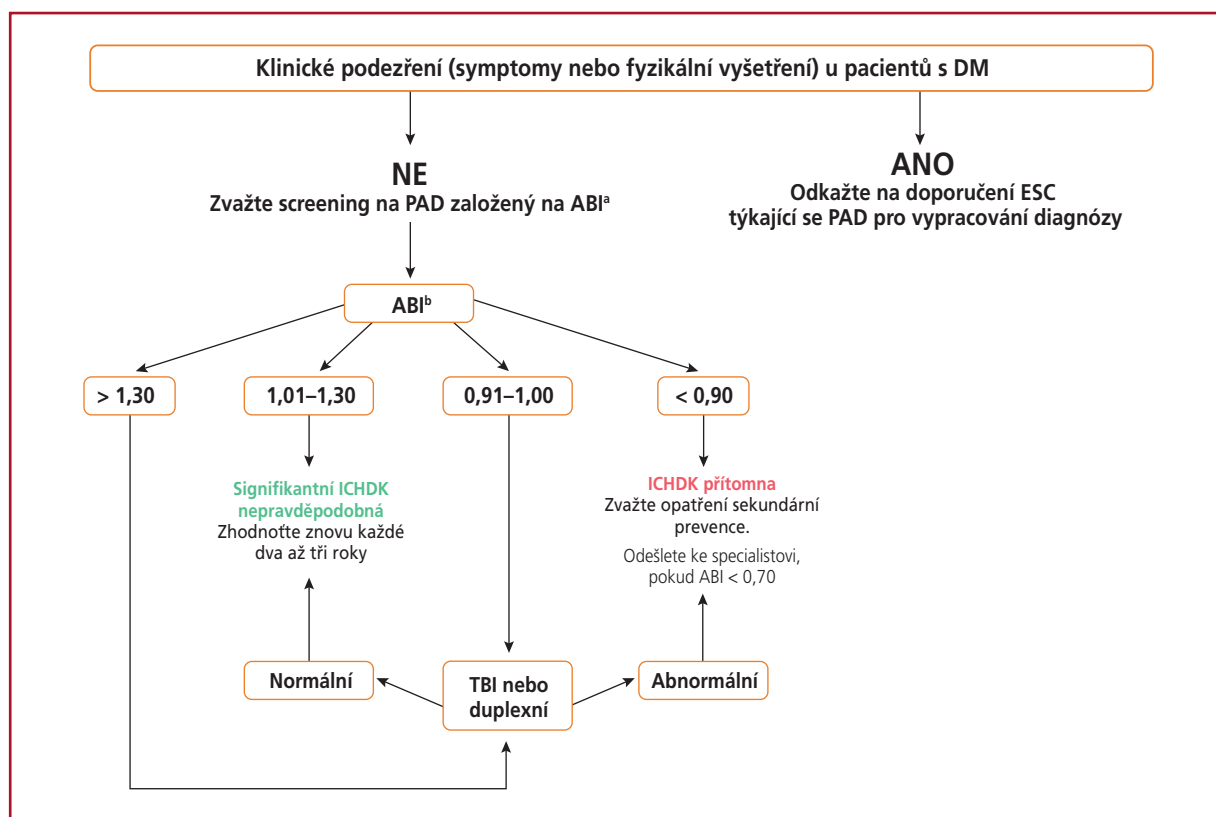 Klinické podezření (symptomy nebo fyzikální vyšetření) u pacientů s DM
NE
Zvažte screening na PAD založený na ABIᵃ
ANO
Odkažte na doporučení ESC
týkající se PAD pro vypracování diagnózy
ABIᵇ
> 1,30
1,01–1,30
0,91–1,00
< 0,90
Signifikantní ICHDK
nepravděpodobná
Zhodnoťte znovu každé
dva až tři roky
ICHDK přítomna
Zvažte opatření sekundární
prevence.
Odešlete ke specialistovi,
pokud ABI < 0,70
Normální
TBI nebo
duplexní
Abnormální